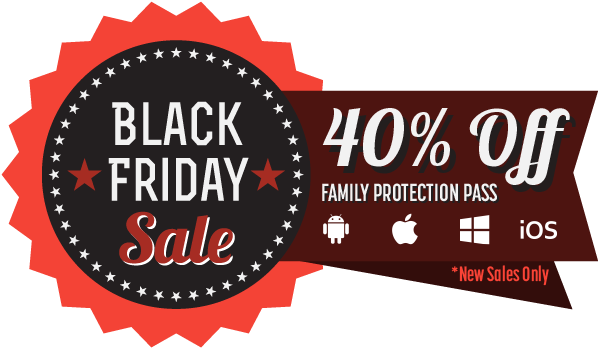 BLACK
FRIDAY
Sale
40% Off
FAMILY PROTECTION PASS
iOS
*New Sales Only